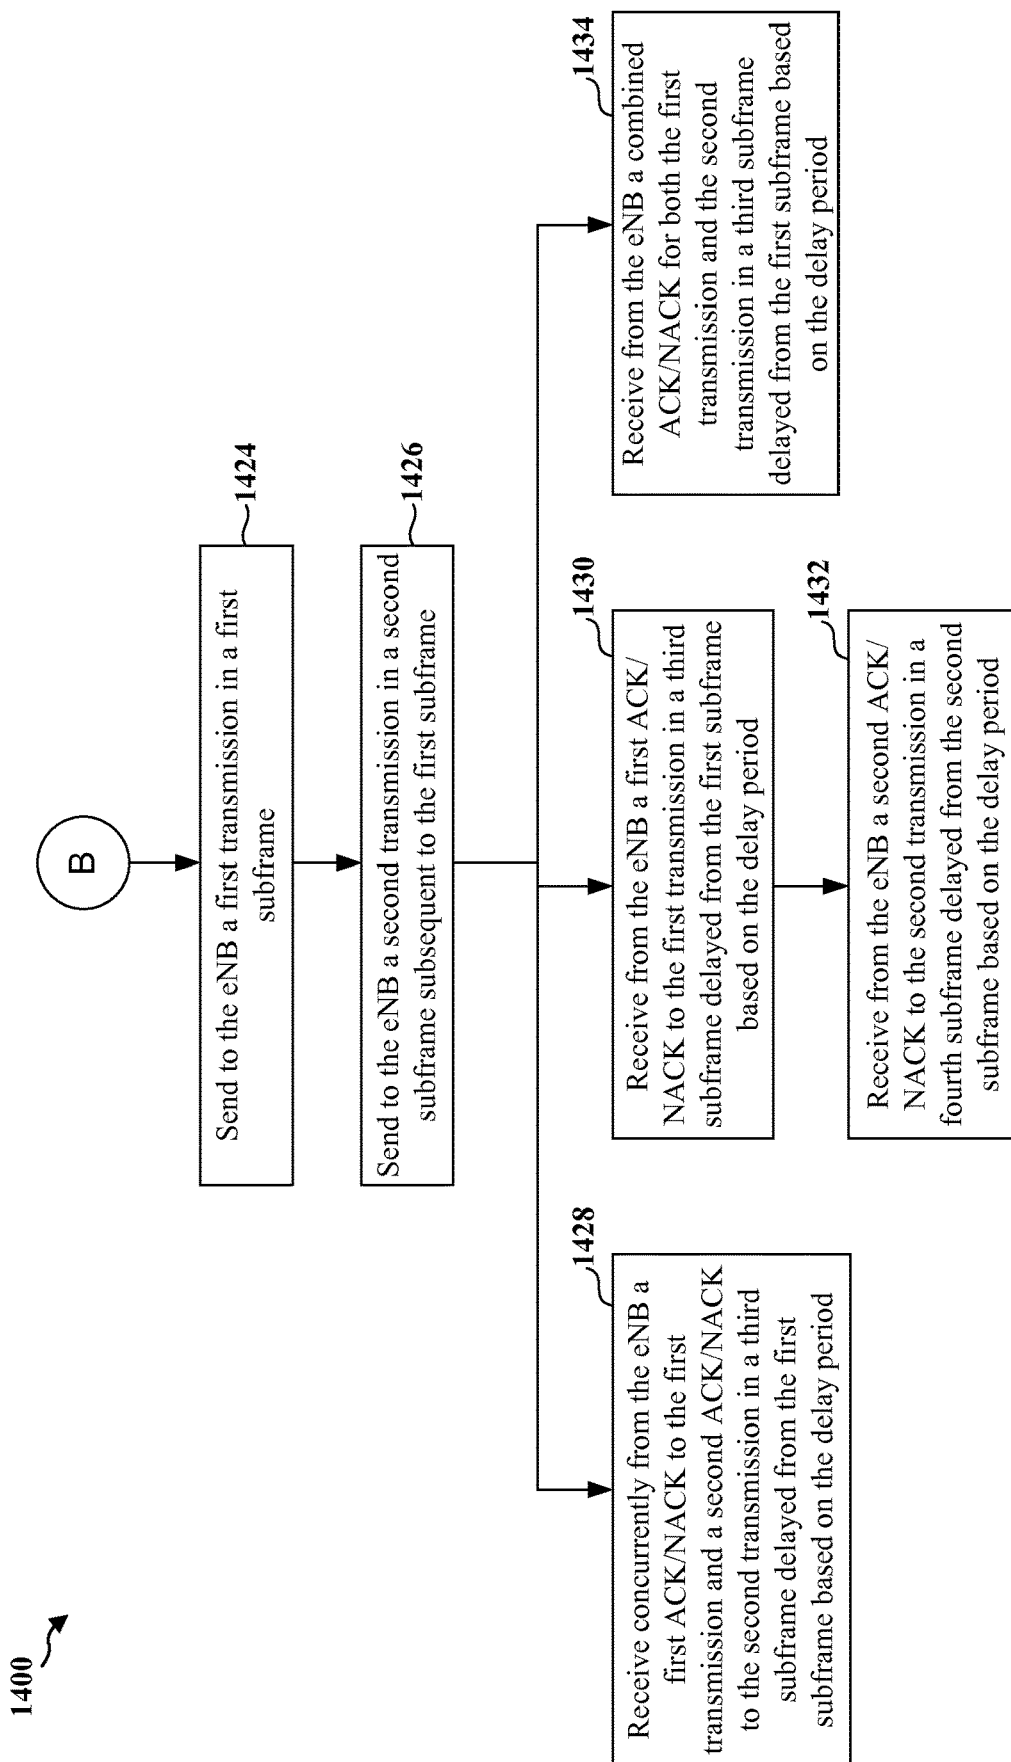 1400
B
Send to the eNB a first transmission in a first
subframe
1424
Send to the eNB a second transmission in a second
subframe subsequent to the first subframe
1426
Receive concurrently from the eNB a
first ACK/NACK to the first
transmission and a second ACK/NACK
to the second transmission in a third
subframe delayed from the first
subframe based on the delay period
1428
Receive from the eNB a first ACK/
NACK to the first transmission in a third
subframe delayed from the first subframe
based on the delay period
1430
Receive from the eNB a second ACK/
NACK to the second transmission in a
fourth subframe delayed from the second
subframe based on the delay period
1432
Receive from the eNB a combined
ACK/NACK for both the first
transmission and the second
transmission in a third subframe
delayed from the first subframe based
on the delay period
1434